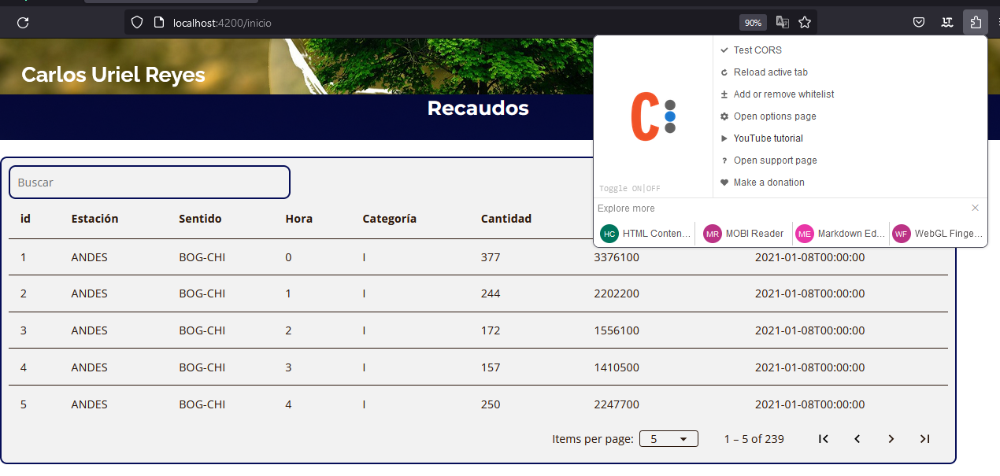 localhost:4200/inicio
90%
Carlos Uriel Reyes
Recaudos
Test CORS
Reload active tab
Add or remove whitelist
Open options page
YouTube tutorial
Open support page
Make a donation
C
Toggle ON|OFF
Explore more
HC HTML Conten... MR MOBI Reader ME Markdown Ed... WF WebGL Finge...
Buscar
id Estación Sentido Hora Categoría Cantidad
1 ANDES BOG-CHI 0 I 377 3376100 2021-01-08T00:00:00
2 ANDES BOG-CHI 1 I 244 2202200 2021-01-08T00:00:00
3 ANDES BOG-CHI 2 I 172 1556100 2021-01-08T00:00:00
4 ANDES BOG-CHI 3 I 157 1410500 2021-01-08T00:00:00
5 ANDES BOG-CHI 4 I 250 2247700 2021-01-08T00:00:00
Items per page: 5 1 – 5 of 239